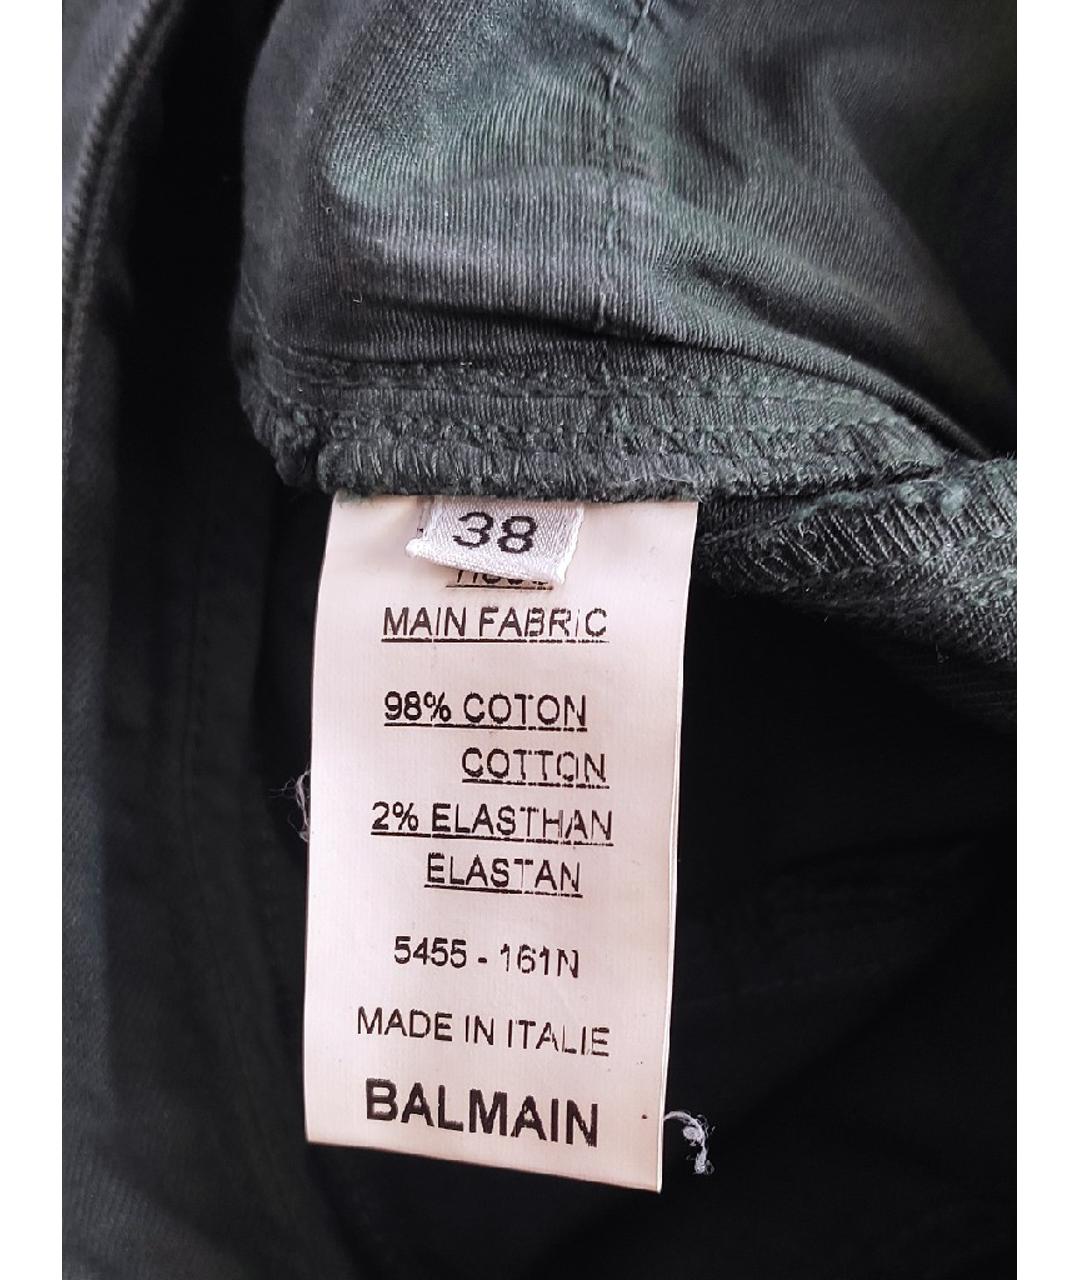 38
MAIN FABRIC
98% COTON
COTTON
2% ELASTHAN
ELASTAN
5455 - 161N
MADE IN ITALIE
BALMAIN